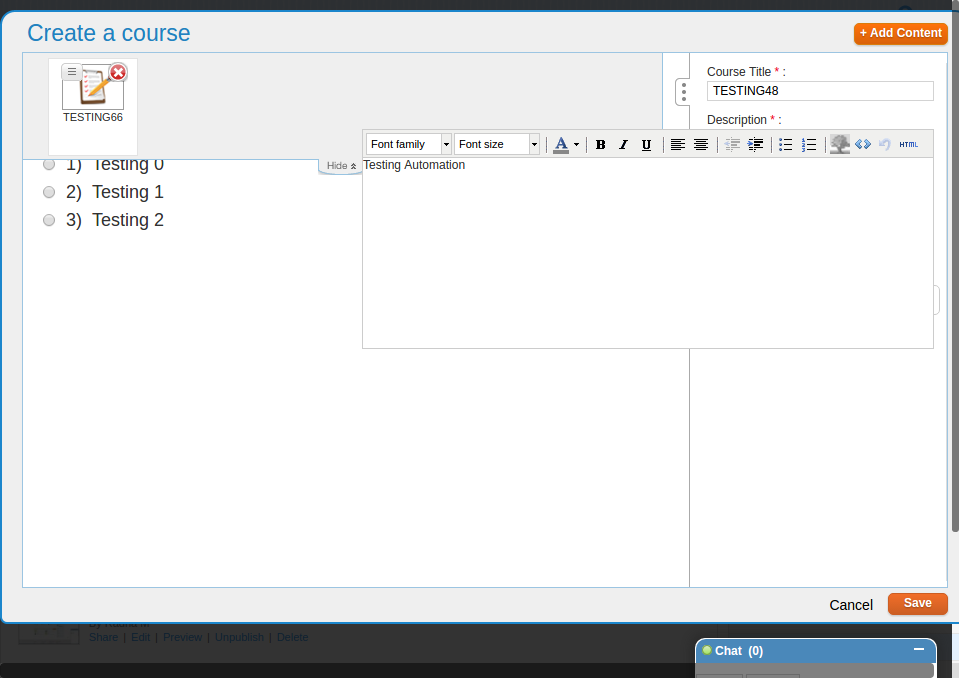 Create a course
+ Add Content
TESTING66
Course Title * :
TESTING48
Description * :
Font family
Font size
A
B I U
HTML
Testing Automation
Hide
1) Testing 0
2) Testing 1
3) Testing 2
Cancel
Save
Share | Edit | Preview | Unpublish | Delete
Chat (0)